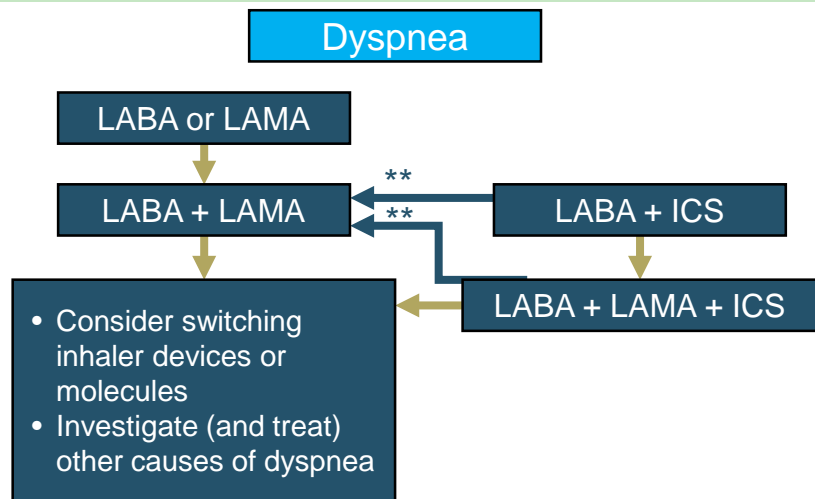 Dyspnea
LABA or LAMA
LABA + LAMA
**
**
LABA + ICS
LABA + LAMA + ICS
• Consider switching
inhaler devices or
molecules
• Investigate (and treat)
other causes of dyspnea